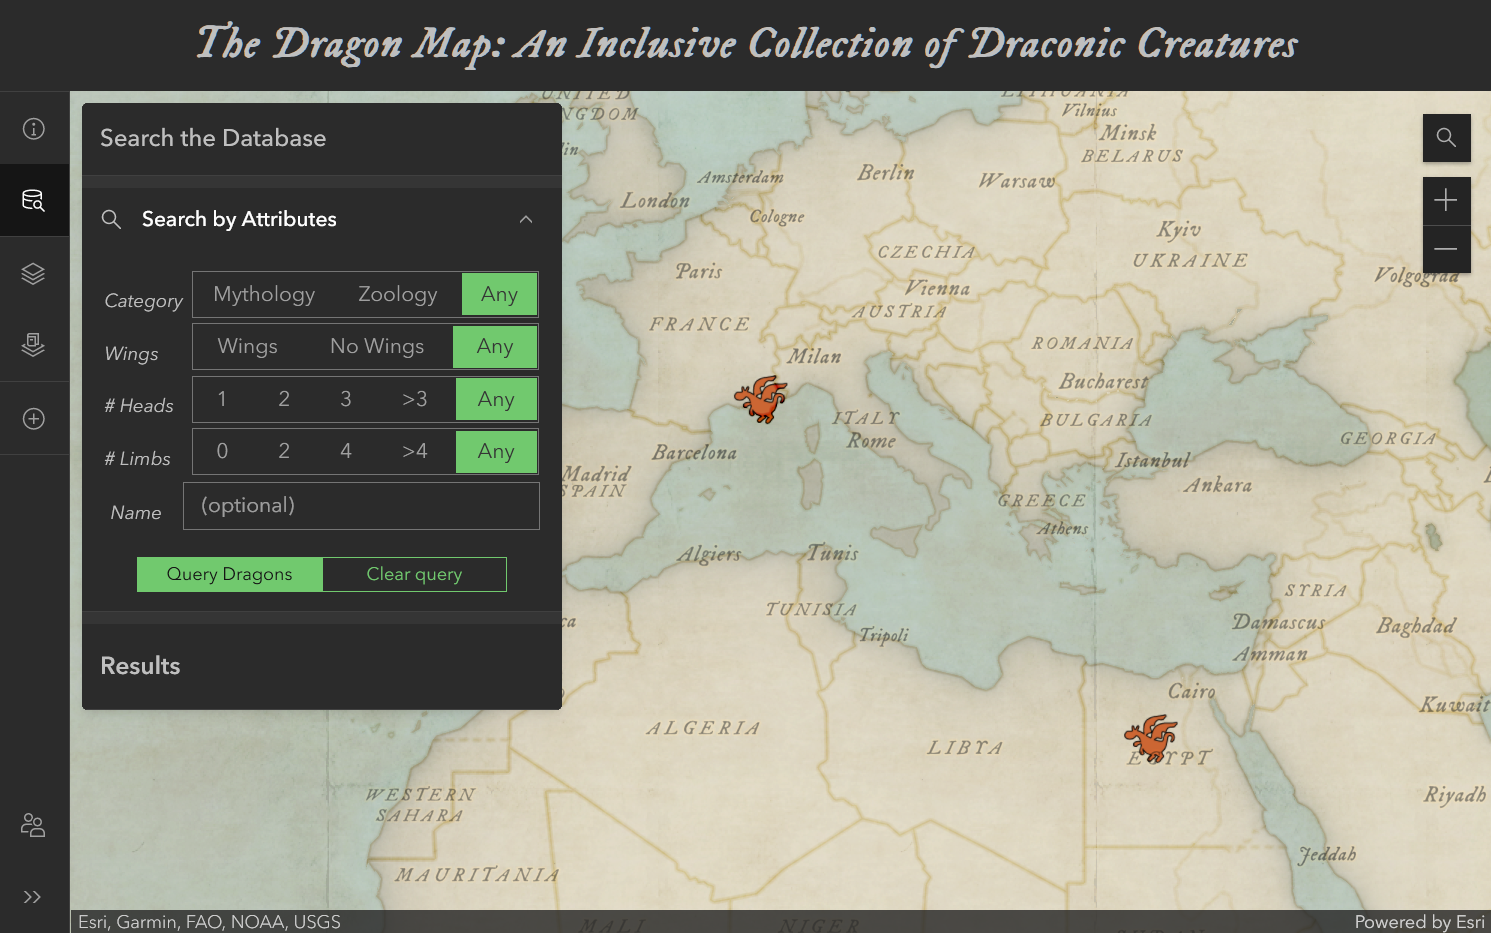 The Dragon Map: An Inclusive Collection of Draconic Creatures
Search the Database
Search by Attributes
Category Mythology Zoology Any
Wings Wings No Wings Any
# Heads 1 2 3 >3 Any
# Limbs 0 2 4 >4 Any
Name (optional)
Query Dragons Clear query
Results
UNITED
LITHUANIA
Vilnius
Minsk
BELARUS
Amsterdam
Berlin
Warsaw
London
Cologne
Kyiv
UKRAINE
CZECHIA
Paris
Vienna
Volgograd
AUSTRIA
FRANCE
Milan
ROMANIA
Bucharest
ITALY
Rome
BULGARIA
GEORGIA
Barcelona
Istanbul
Madrid
SPAIN
Ankara
GREECE
Athens
Algiers
Tunis
SYRIA
TUNISIA
Tripoli
Damascus
Baghdad
Amman
Cairo
Kuwait
ALGERIA
LIBYA
EGYPT
WESTERN
SAHARA
Riyadh
Jeddah
MAURITANIA
MALI
NIGER
Esri, Garmin, FAO, NOAA, USGS
Powered by Esri